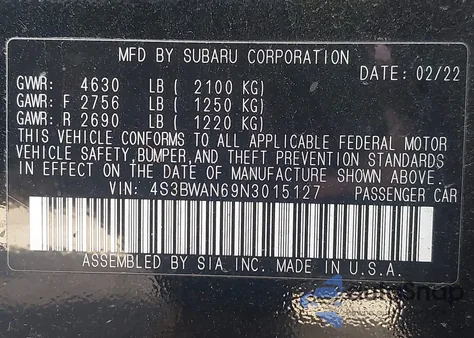 MFD BY SUBARU CORPORATION
DATE: 02/22
GVWR: 4630 LB ( 2100 KG)
GAWR: F 2756 LB ( 1250 KG)
GAWR: R 2690 LB ( 1220 KG)
THIS VEHICLE CONFORMS TO ALL APPLICABLE FEDERAL MOTOR
VEHICLE SAFETY,BUMPER,AND THEFT PREVENTION STANDARDS
IN EFFECT ON THE DATE OF MANUFACTURE SHOWN ABOVE.
VIN: 4S3BWAN69N3015127 PASSENGER CAR
ASSEMBLED BY SIA INC. MADE IN U.S.A.
autoSnap